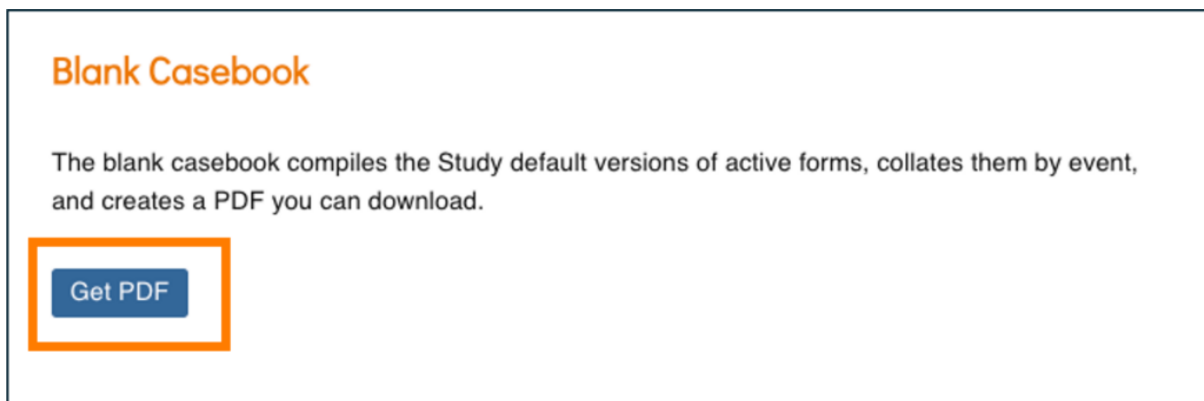 Blank Casebook
The blank casebook compiles the Study default versions of active forms, collates them by event,
and creates a PDF you can download.
Get PDF